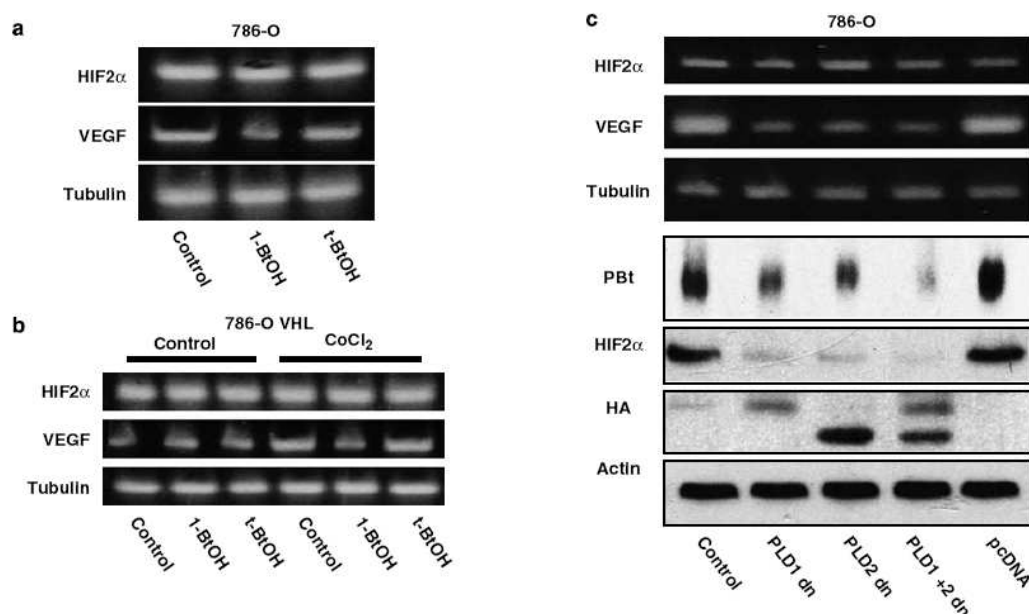 a
786-O
HIF2α
VEGF
Tubulin
Control
1-BtOH
t-BtOH
b
786-O VHL
Control
CoCl2
HIF2α
VEGF
Tubulin
Control
1-BtOH
t-BtOH
Control
1-BtOH
t-BtOH
c
786-O
HIF2α
VEGF
Tubulin
PBt
HIF2α
HA
Actin
Control
PLD1 dn
PLD2 dn
PLD1 +2 dn
pcDNA